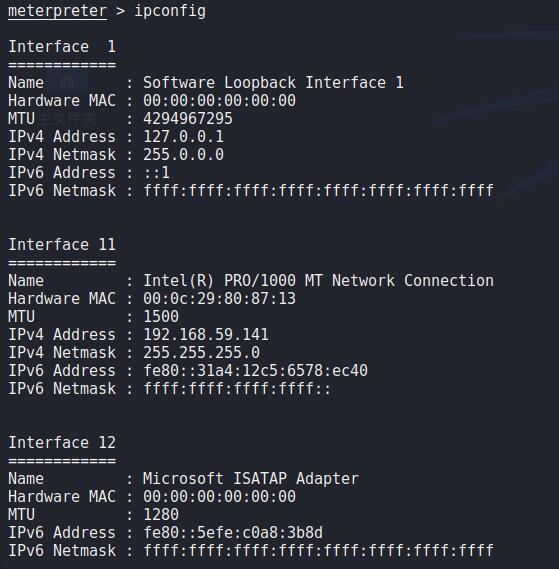 meterpreter > ipconfig
Interface  1
============
Name         : Software Loopback Interface 1
Hardware MAC : 00:00:00:00:00:00
MTU          : 4294967295
主文件夹
IPv4 Address : 127.0.0.1
IPv4 Netmask : 255.0.0.0
IPv6 Address : ::1
IPv6 Netmask : ffff:ffff:ffff:ffff:ffff:ffff:ffff:ffff
Interface 11
============
Name         : Intel(R) PRO/1000 MT Network Connection
Hardware MAC : 00:0c:29:80:87:13
MTU          : 1500
IPv4 Address : 192.168.59.141
IPv4 Netmask : 255.255.255.0
IPv6 Address : fe80::31a4:12c5:6578:ec40
IPv6 Netmask : ffff:ffff:ffff:ffff::
Interface 12
============
Name         : Microsoft ISATAP Adapter
Hardware MAC : 00:00:00:00:00:00
MTU          : 1280
IPv6 Address : fe80::5efe:c0a8:3b8d
IPv6 Netmask : ffff:ffff:ffff:ffff:ffff:ffff:ffff:ffff